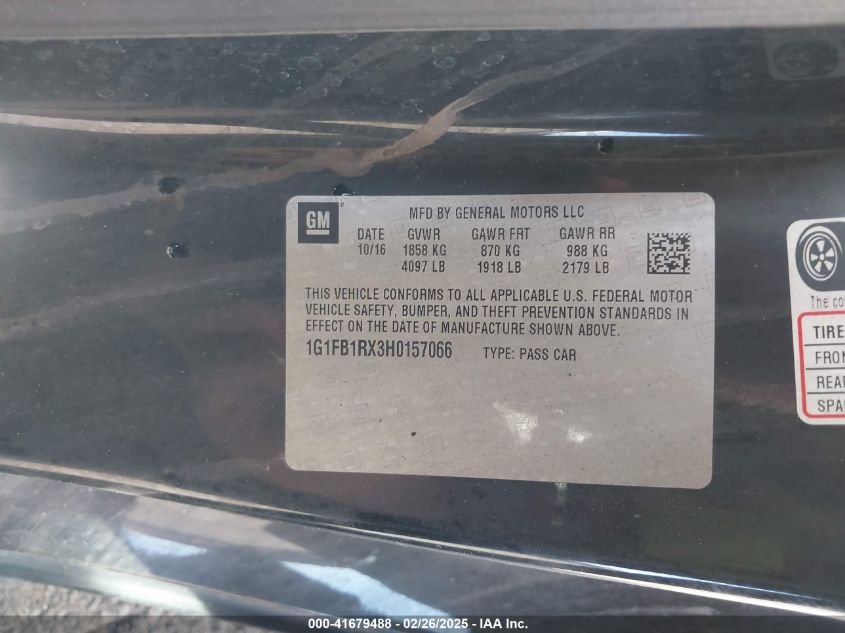 GM
MFD BY GENERAL MOTORS LLC
DATE GVWR GAWR FRT GAWR RR
10/16 1858 KG 870 KG 988 KG
4097 LB 1918 LB 2179 LB
THIS VEHICLE CONFORMS TO ALL APPLICABLE U.S. FEDERAL MOTOR
VEHICLE SAFETY, BUMPER, AND THEFT PREVENTION STANDARDS IN
EFFECT ON THE DATE OF MANUFACTURE SHOWN ABOVE.
1G1FB1RX3H0157066 TYPE: PASS CAR
The co
TIRE
FRON
REAR
SPA
000-41679488 - 02/26/2025 - IAA Inc.